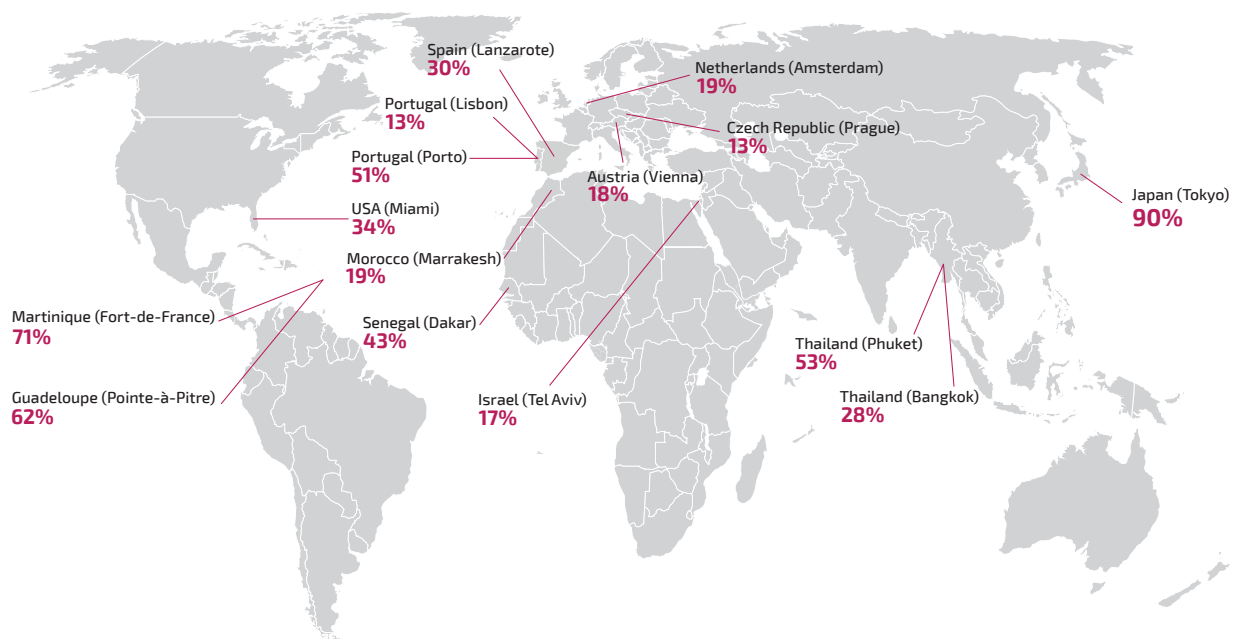 Spain (Lanzarote)
30%
Netherlands (Amsterdam)
19%
Portugal (Lisbon)
13%
Czech Republic (Prague)
13%
Portugal (Porto)
51%
Austria (Vienna)
18%
Japan (Tokyo)
90%
USA (Miami)
34%
Morocco (Marrakesh)
19%
Martinique (Fort-de-France)
71%
Senegal (Dakar)
43%
Thailand (Phuket)
53%
Guadeloupe (Pointe-à-Pitre)
62%
Israel (Tel Aviv)
17%
Thailand (Bangkok)
28%